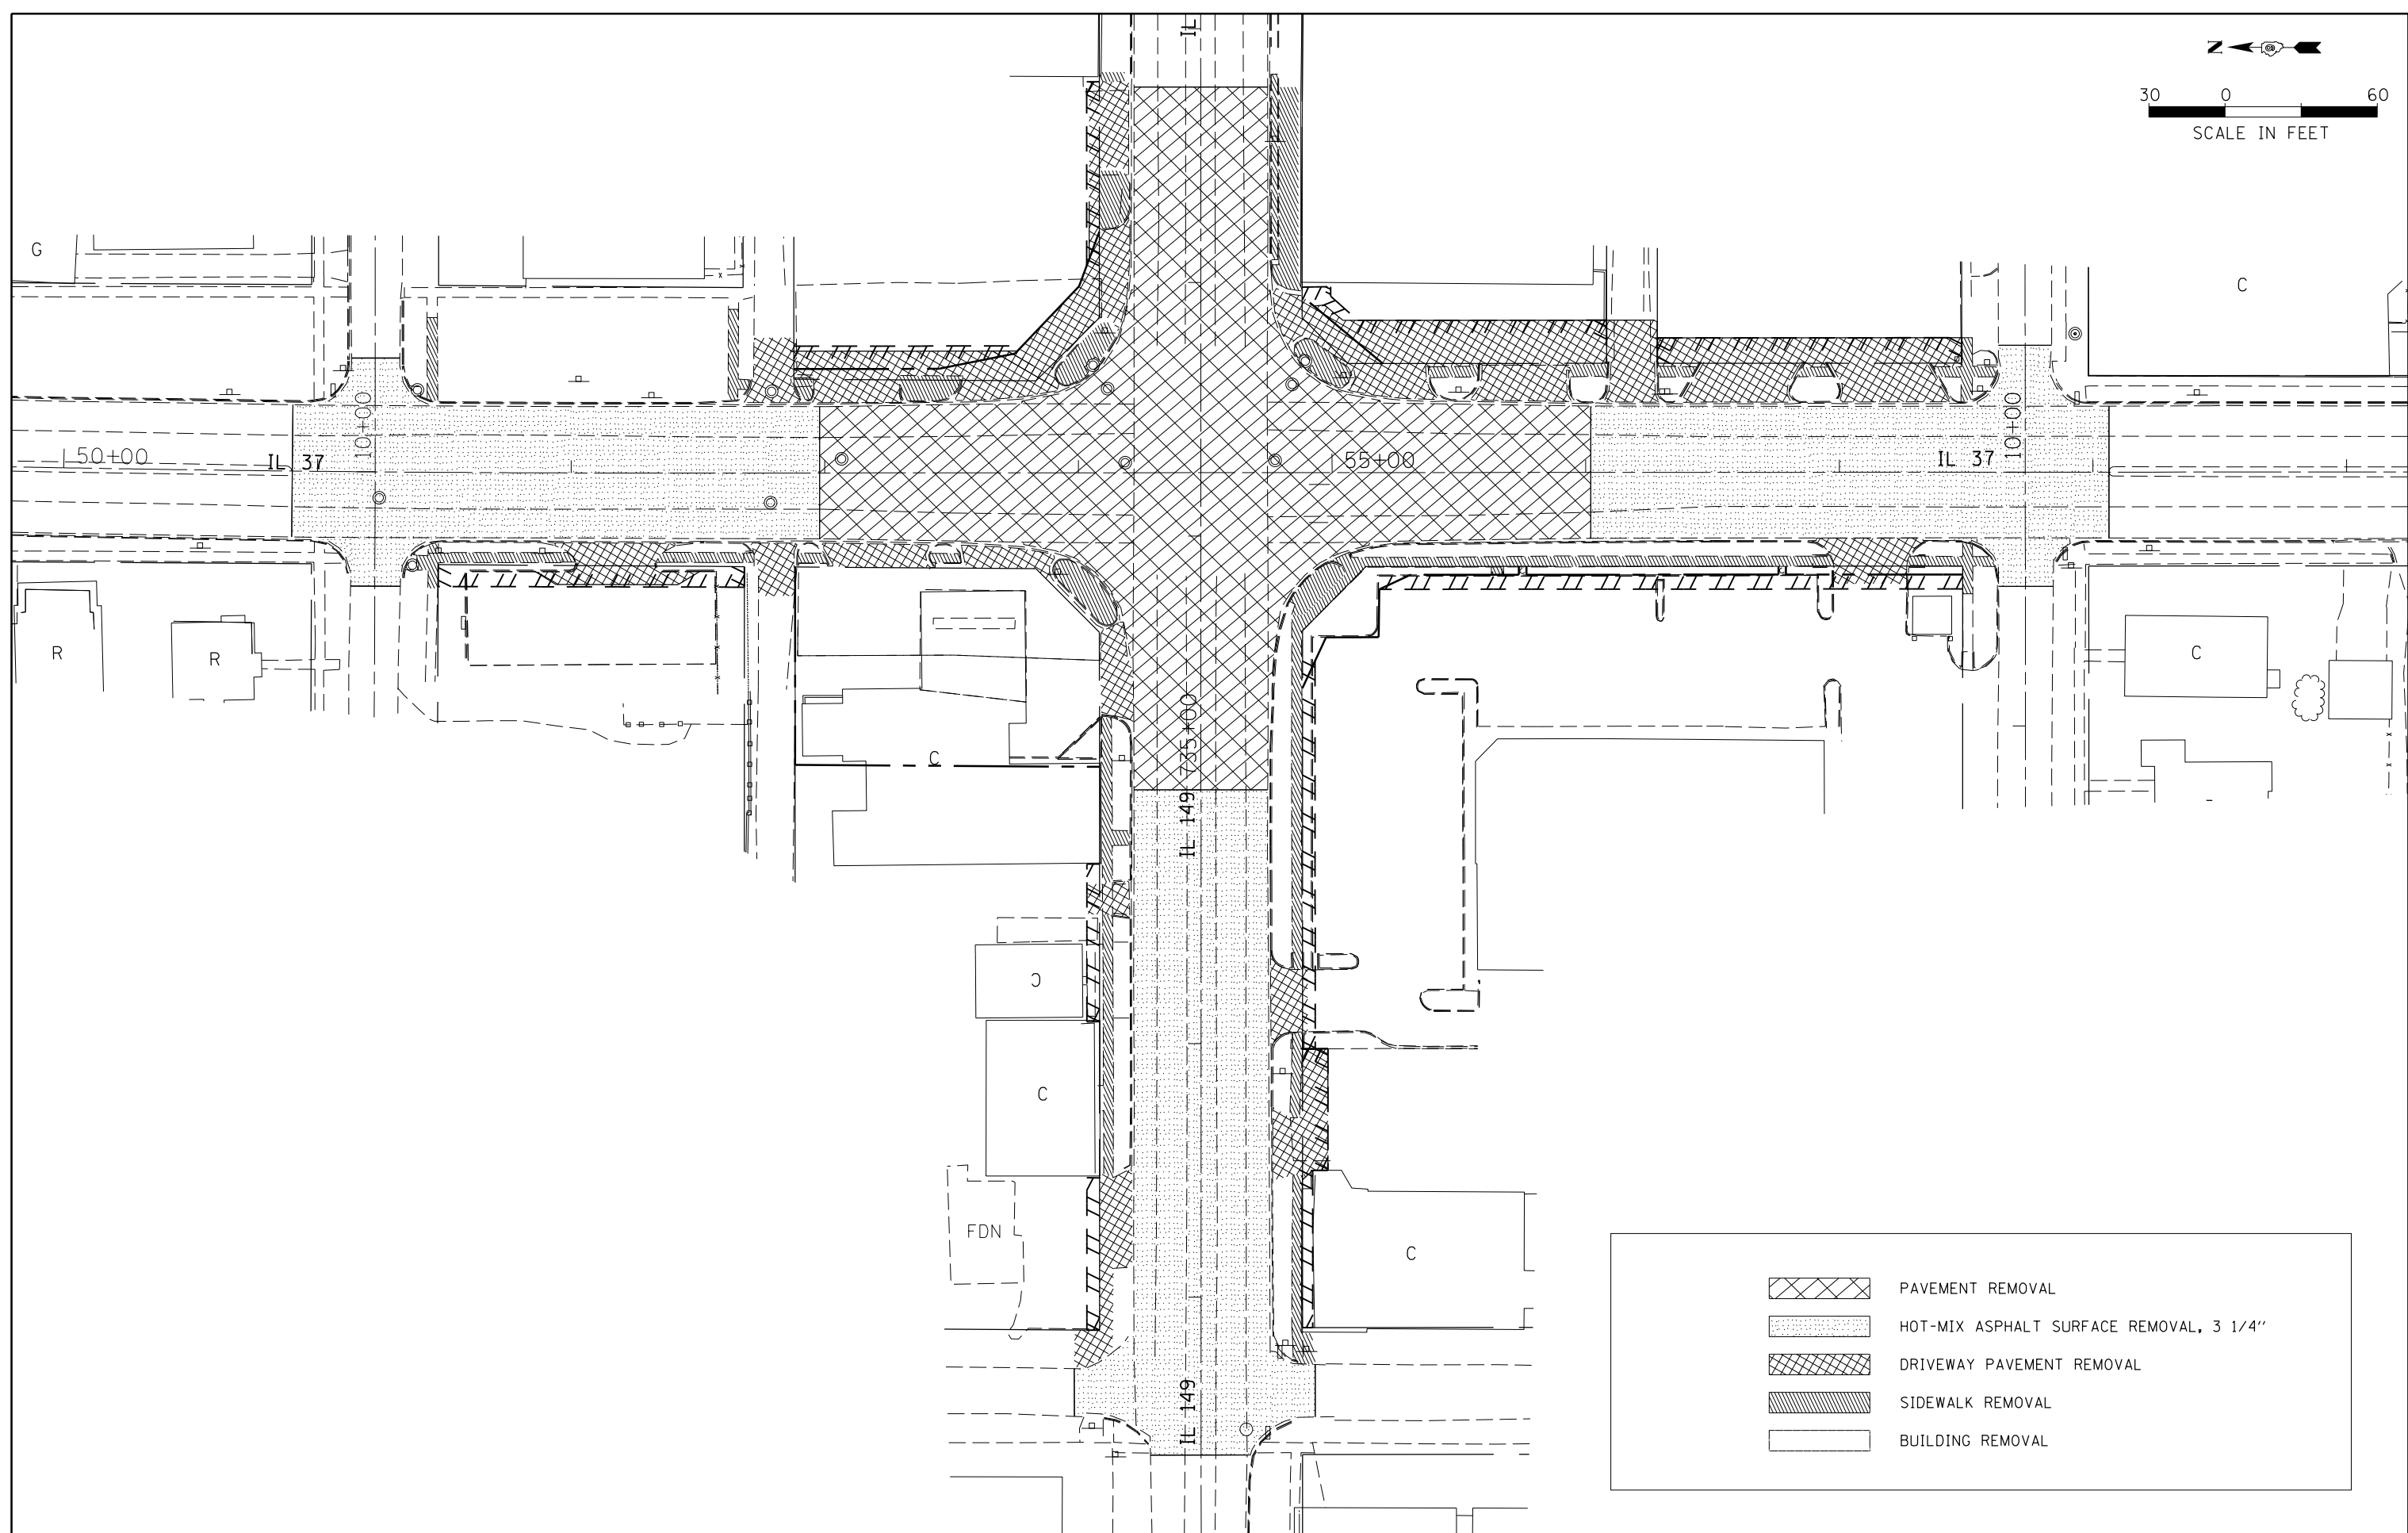 IL
N
30 0 60
SCALE IN FEET
G
C
50+00
IL 37
10+00
55+00
IL 37
10+00
R
R
C
C
735+00
IL 149
C
C
FDN
C
IL 149
PAVEMENT REMOVAL
HOT-MIX ASPHALT SURFACE REMOVAL, 3 1/4"
DRIVEWAY PAVEMENT REMOVAL
SIDEWALK REMOVAL
BUILDING REMOVAL